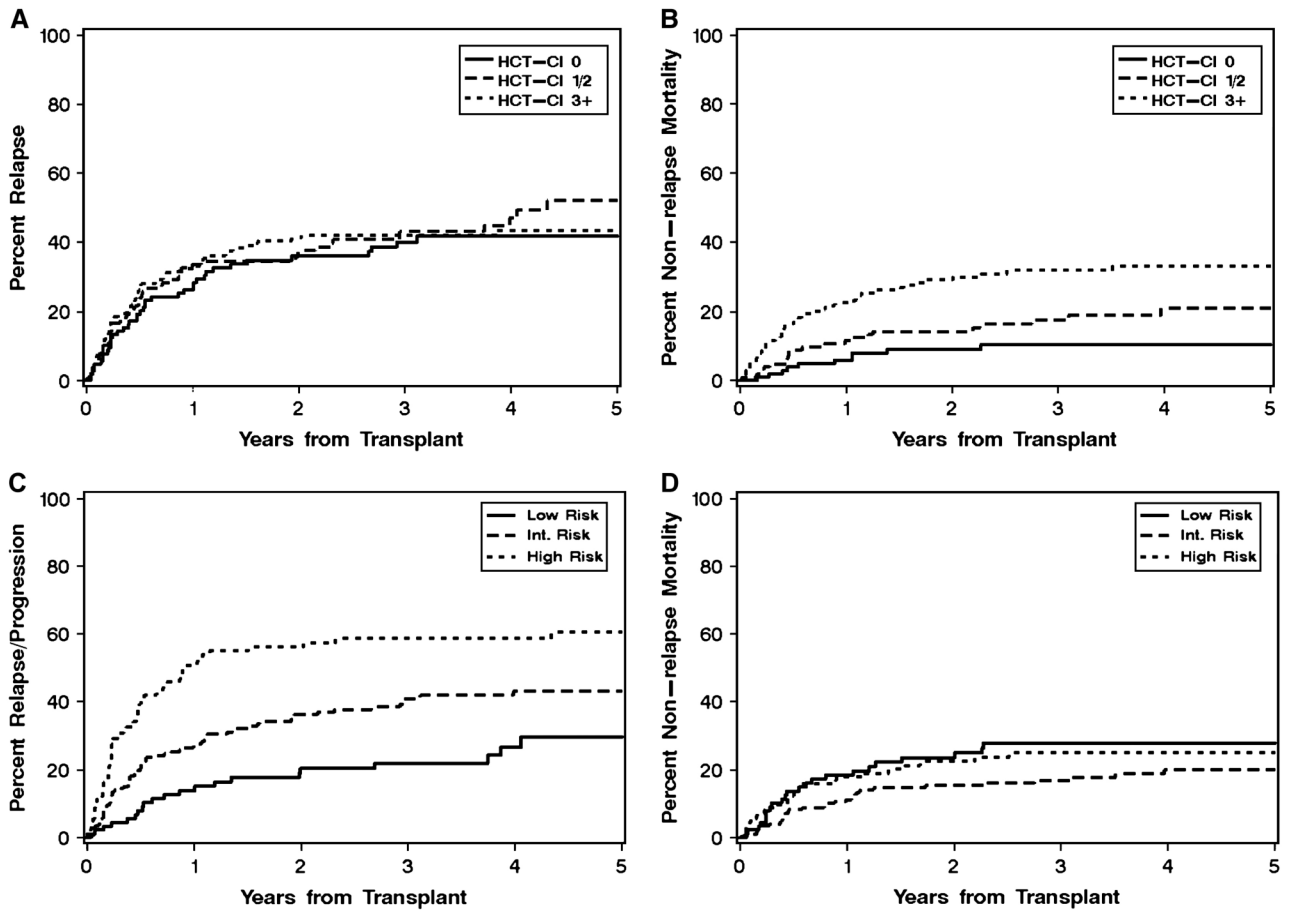 A
Percent Relapse
100
80
60
40
20
0
HCT−CI 0
HCT−CI 1/2
HCT−CI 3+
0 1 2 3 4 5
Years from Transplant
B
Percent Non−relapse Mortality
100
80
60
40
20
0
HCT−CI 0
HCT−CI 1/2
HCT−CI 3+
0 1 2 3 4 5
Years from Transplant
C
Percent Relapse/Progression
100
80
60
40
20
0
Low Risk
Int. Risk
High Risk
0 1 2 3 4 5
Years from Transplant
D
Percent Non−relapse Mortality
100
80
60
40
20
0
Low Risk
Int. Risk
High Risk
0 1 2 3 4 5
Years from Transplant